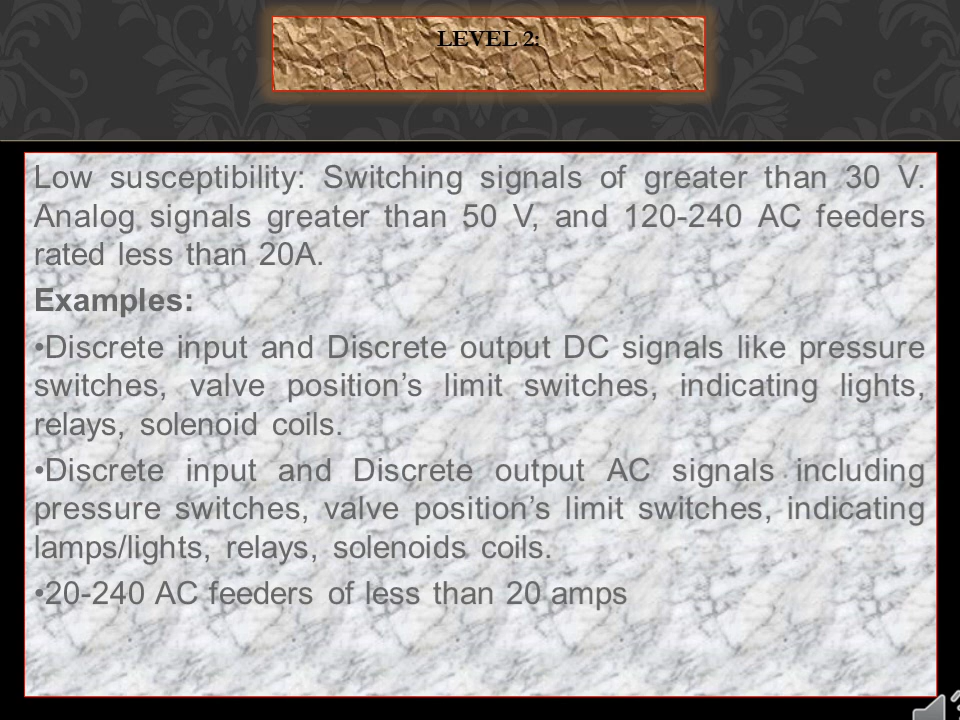 LEVEL 2:
Low susceptibility: Switching signals of greater than 30 V.
Analog signals greater than 50 V, and 120-240 AC feeders
rated less than 20A.
Examples:
•Discrete input and Discrete output DC signals like pressure
switches, valve position’s limit switches, indicating lights,
relays, solenoid coils.
•Discrete input and Discrete output AC signals including
pressure switches, valve position’s limit switches, indicating
lamps/lights, relays, solenoids coils.
•20-240 AC feeders of less than 20 amps